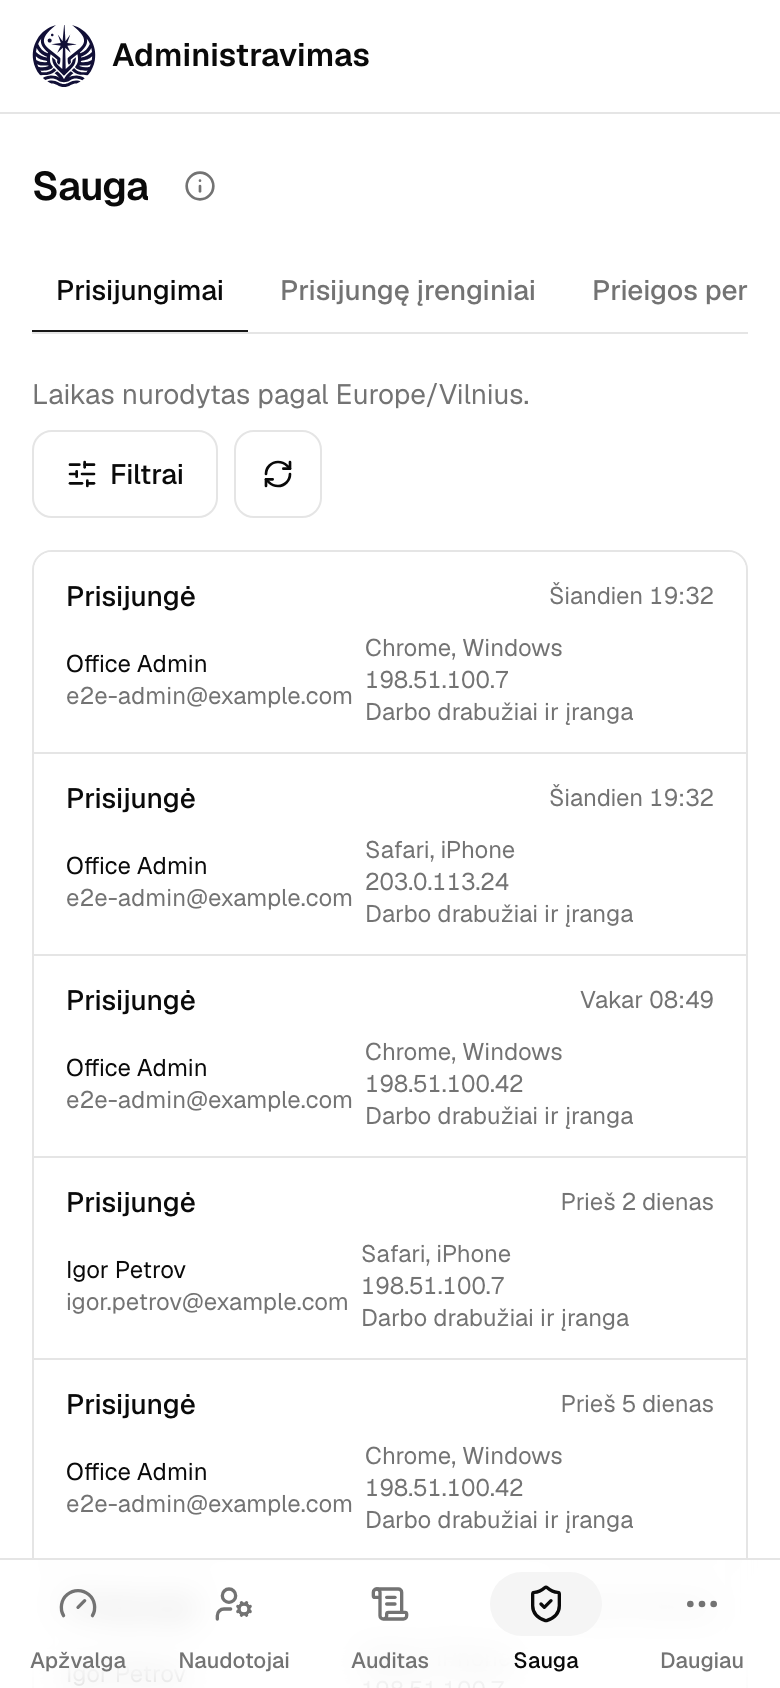 Administravimas
Sauga
Prisijungimai
Prisijungę įrenginiai
Prieigos per
Laikas nurodytas pagal Europe/Vilnius.
Filtrai
Prisijungė
Šiandien 19:32
Office Admin
e2e-admin@example.com
Chrome, Windows
198.51.100.7
Darbo drabužiai ir įranga
Prisijungė
Šiandien 19:32
Office Admin
e2e-admin@example.com
Safari, iPhone
203.0.113.24
Darbo drabužiai ir įranga
Prisijungė
Vakar 08:49
Office Admin
e2e-admin@example.com
Chrome, Windows
198.51.100.42
Darbo drabužiai ir įranga
Prisijungė
Prieš 2 dienas
Igor Petrov
igor.petrov@example.com
Safari, iPhone
198.51.100.7
Darbo drabužiai ir įranga
Prisijungė
Prieš 5 dienas
Office Admin
e2e-admin@example.com
Chrome, Windows
198.51.100.42
Darbo drabužiai ir įranga
Apžvalga
Naudotojai
Auditas
Sauga
Daugiau
Igor Petrov